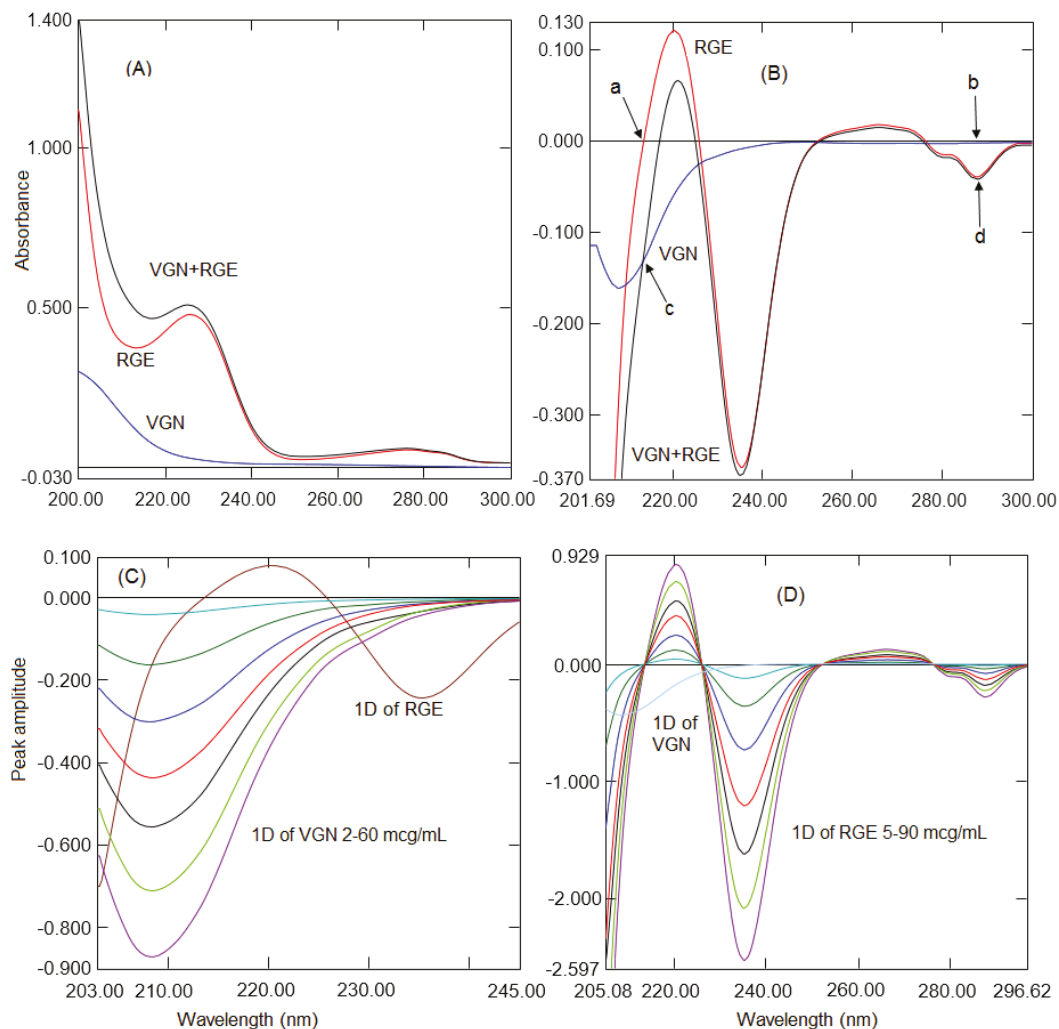 1.400
1.000
0.500
-0.030
Absorbance
(A)
VGN+RGE
RGE
VGN
200.00 220.00 240.00 260.00 280.00 300.00
0.130
0.100
0.000
-0.100
-0.200
-0.300
-0.370
RGE
(B)
a
b
VGN
c
d
VGN+RGE
201.69 220.00 240.00 260.00 280.00 300.00
0.100
0.000
-0.200
-0.400
-0.600
-0.800
-0.900
Peak amplitude
(C)
1D of RGE
1D of VGN 2-60 mcg/mL
203.00 210.00 220.00 230.00 245.00
Wavelength (nm)
0.929
0.000
-1.000
-2.000
-2.597
(D)
1D of
VGN
1D of RGE 5-90 mcg/mL
205.08 220.00 240.00 260.00 280.00 296.62
Wavelength (nm)